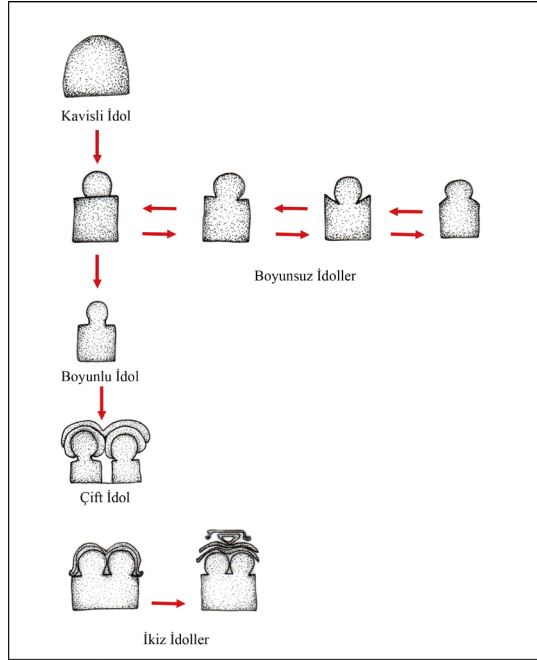 Kavisli İdol
Boyunsuz İdoller
Boyunlu İdol
Çift İdol
İkiz İdoller